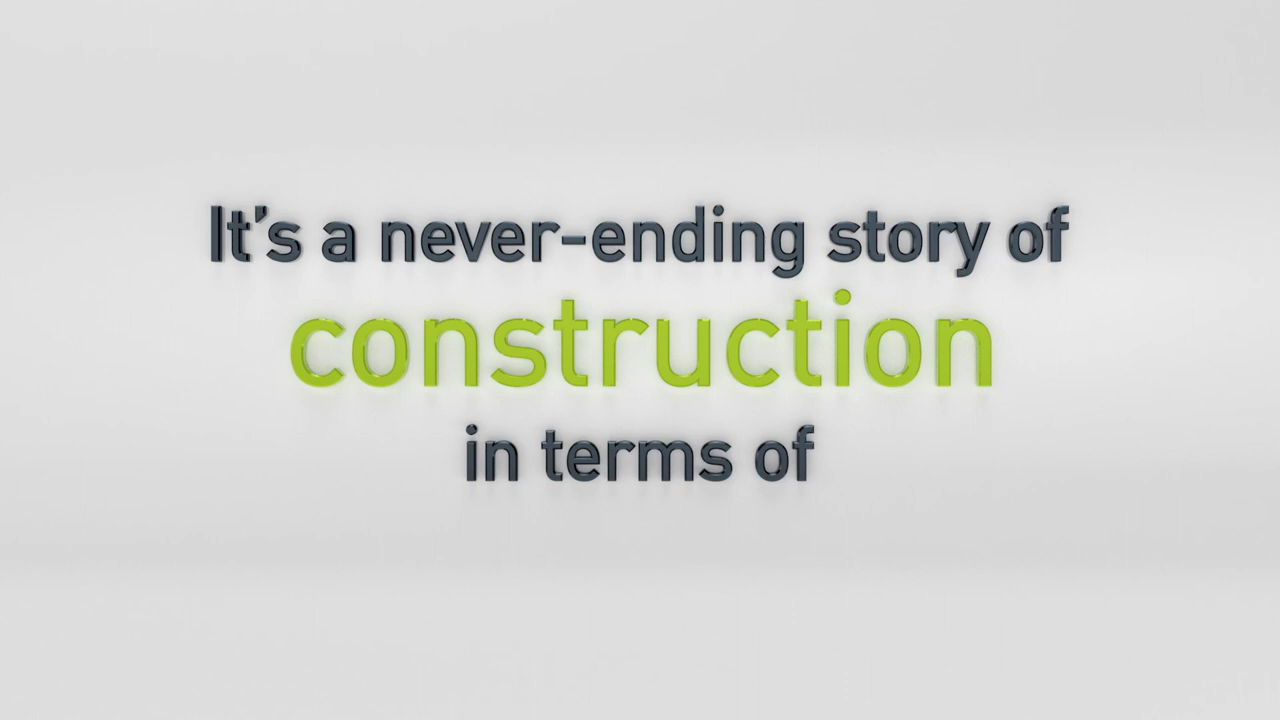 It’s a never-ending story of
construction
in terms of